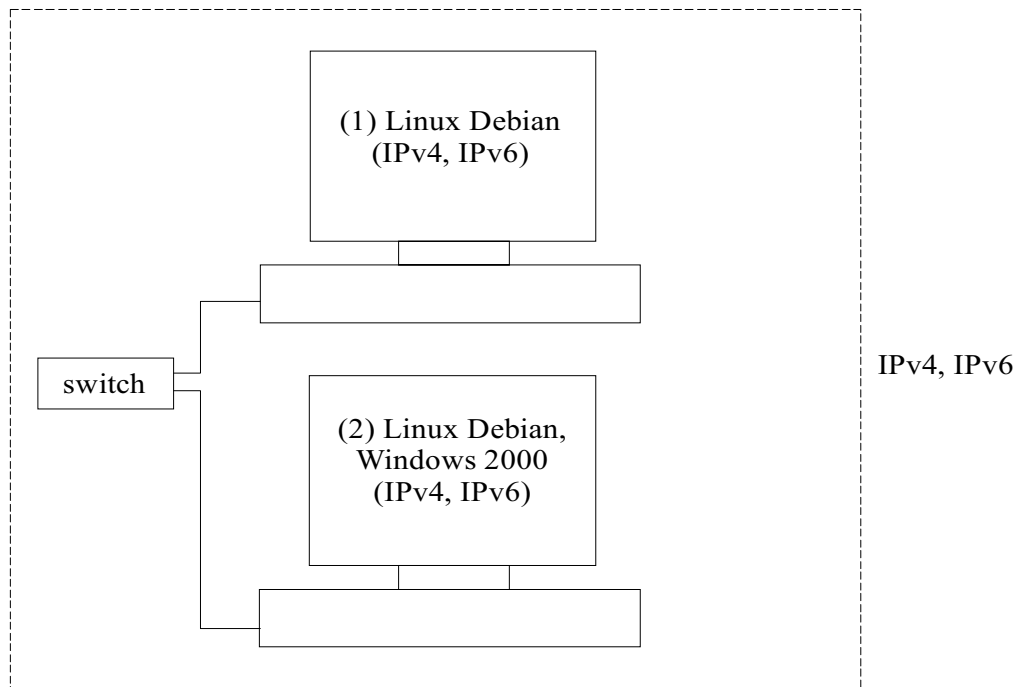 (1) Linux Debian
(IPv4, IPv6)
switch
IPv4, IPv6
(2) Linux Debian,
Windows 2000
(IPv4, IPv6)